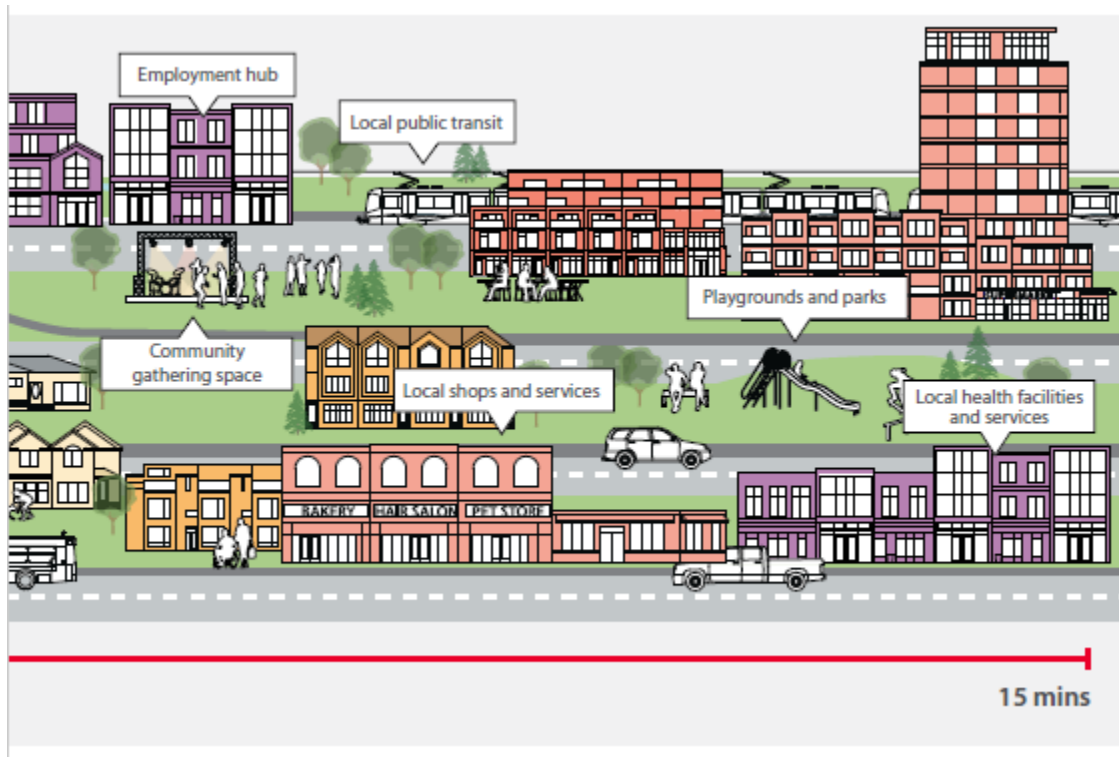 Employment hub
Local public transit
Playgrounds and parks
Community
gathering space
Local shops and services
Local health facilities
and services
BAKERY
HAIR SALON
PET STORE
15 mins